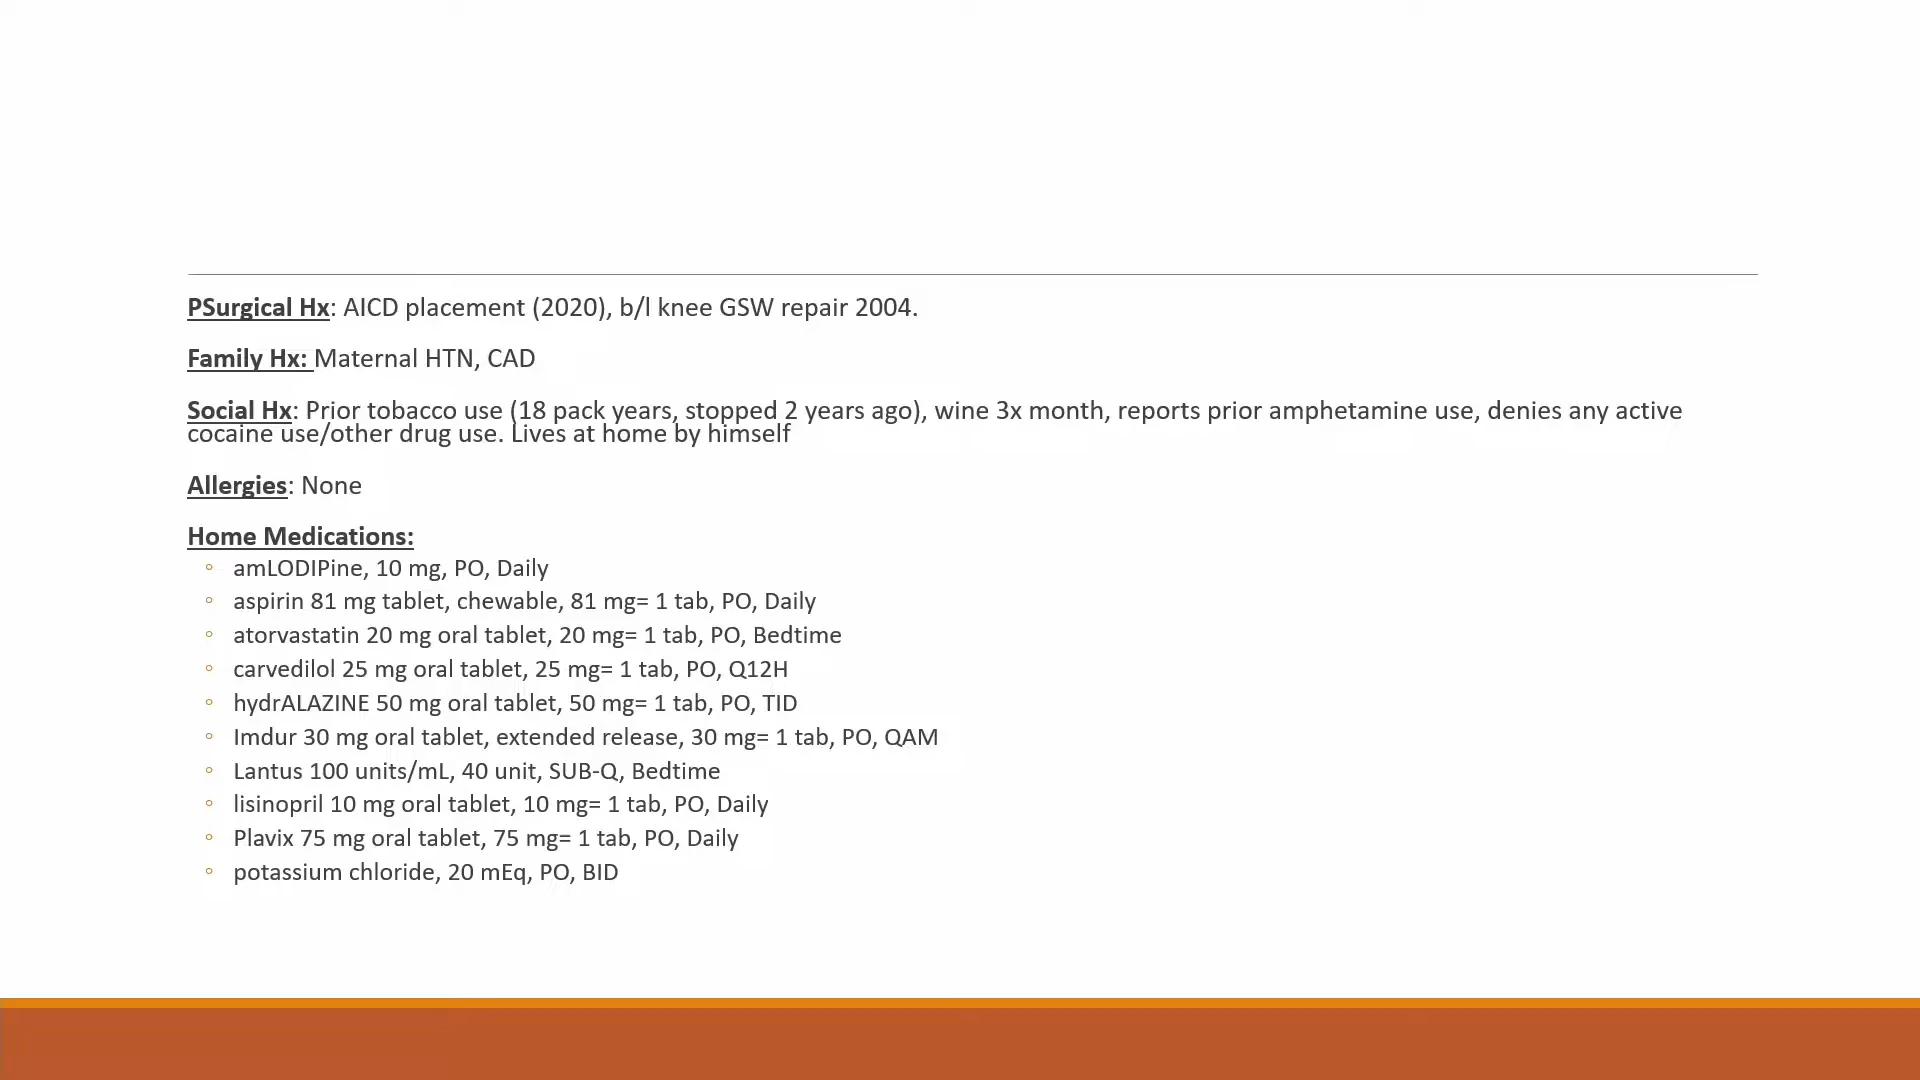 PSurgical Hx: AICD placement (2020), b/l knee GSW repair 2004.
Family Hx: Maternal HTN, CAD
Social Hx: Prior tobacco use (18 pack years, stopped 2 years ago), wine 3x month, reports prior amphetamine use, denies any active
cocaine use/other drug use. Lives at home by himself
Allergies: None
Home Medications:
◦ amLODIPine, 10 mg, PO, Daily
◦ aspirin 81 mg tablet, chewable, 81 mg= 1 tab, PO, Daily
◦ atorvastatin 20 mg oral tablet, 20 mg= 1 tab, PO, Bedtime
◦ carvedilol 25 mg oral tablet, 25 mg= 1 tab, PO, Q12H
◦ hydrALAZINE 50 mg oral tablet, 50 mg= 1 tab, PO, TID
◦ Imdur 30 mg oral tablet, extended release, 30 mg= 1 tab, PO, QAM
◦ Lantus 100 units/mL, 40 unit, SUB-Q, Bedtime
◦ lisinopril 10 mg oral tablet, 10 mg= 1 tab, PO, Daily
◦ Plavix 75 mg oral tablet, 75 mg= 1 tab, PO, Daily
◦ potassium chloride, 20 mEq, PO, BID